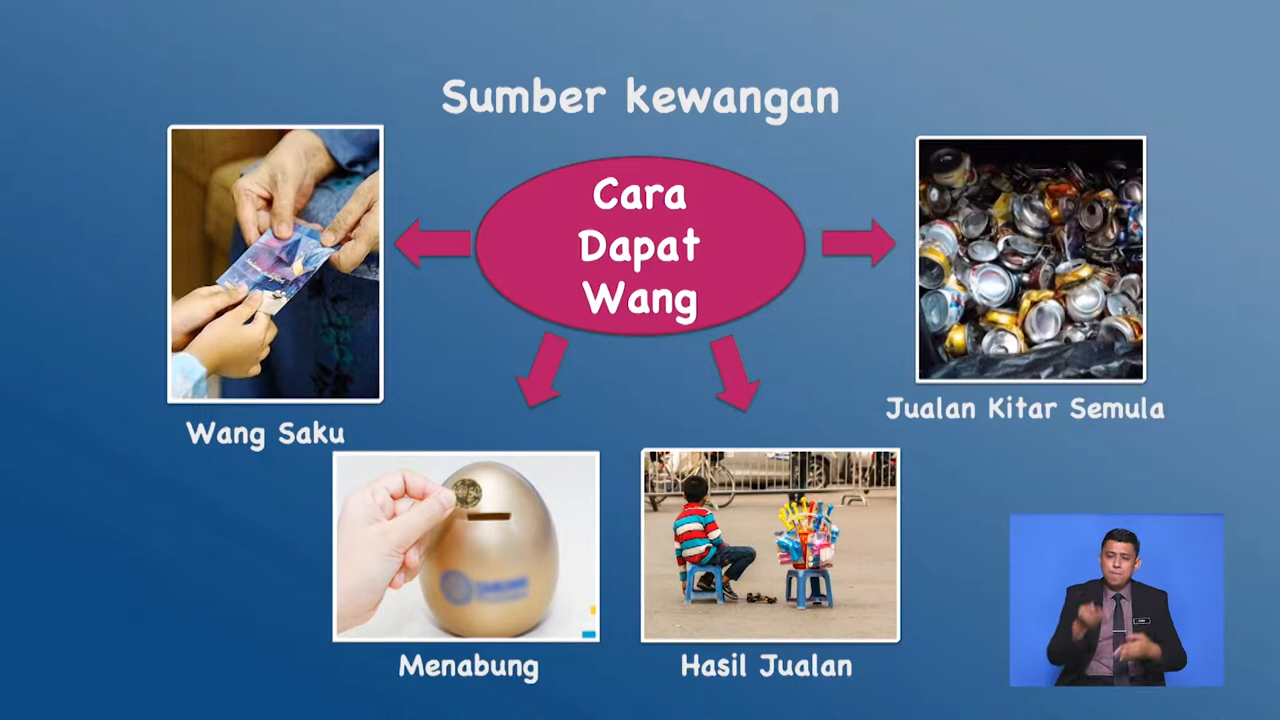 Sumber kewangan
Cara
Dapat
Wang
Wang Saku
Jualan Kitar Semula
Menabung
Hasil Jualan